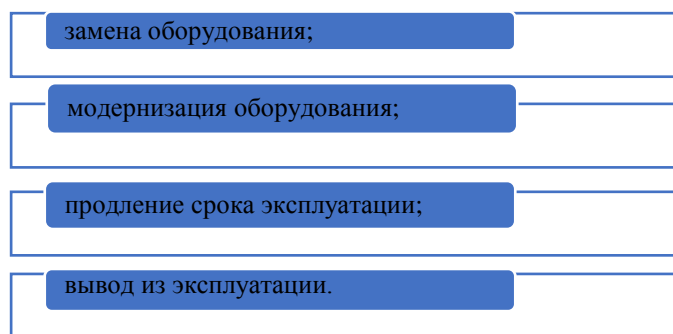 замена оборудования;
модернизация оборудования;
продление срока эксплуатации;
вывод из эксплуатации.